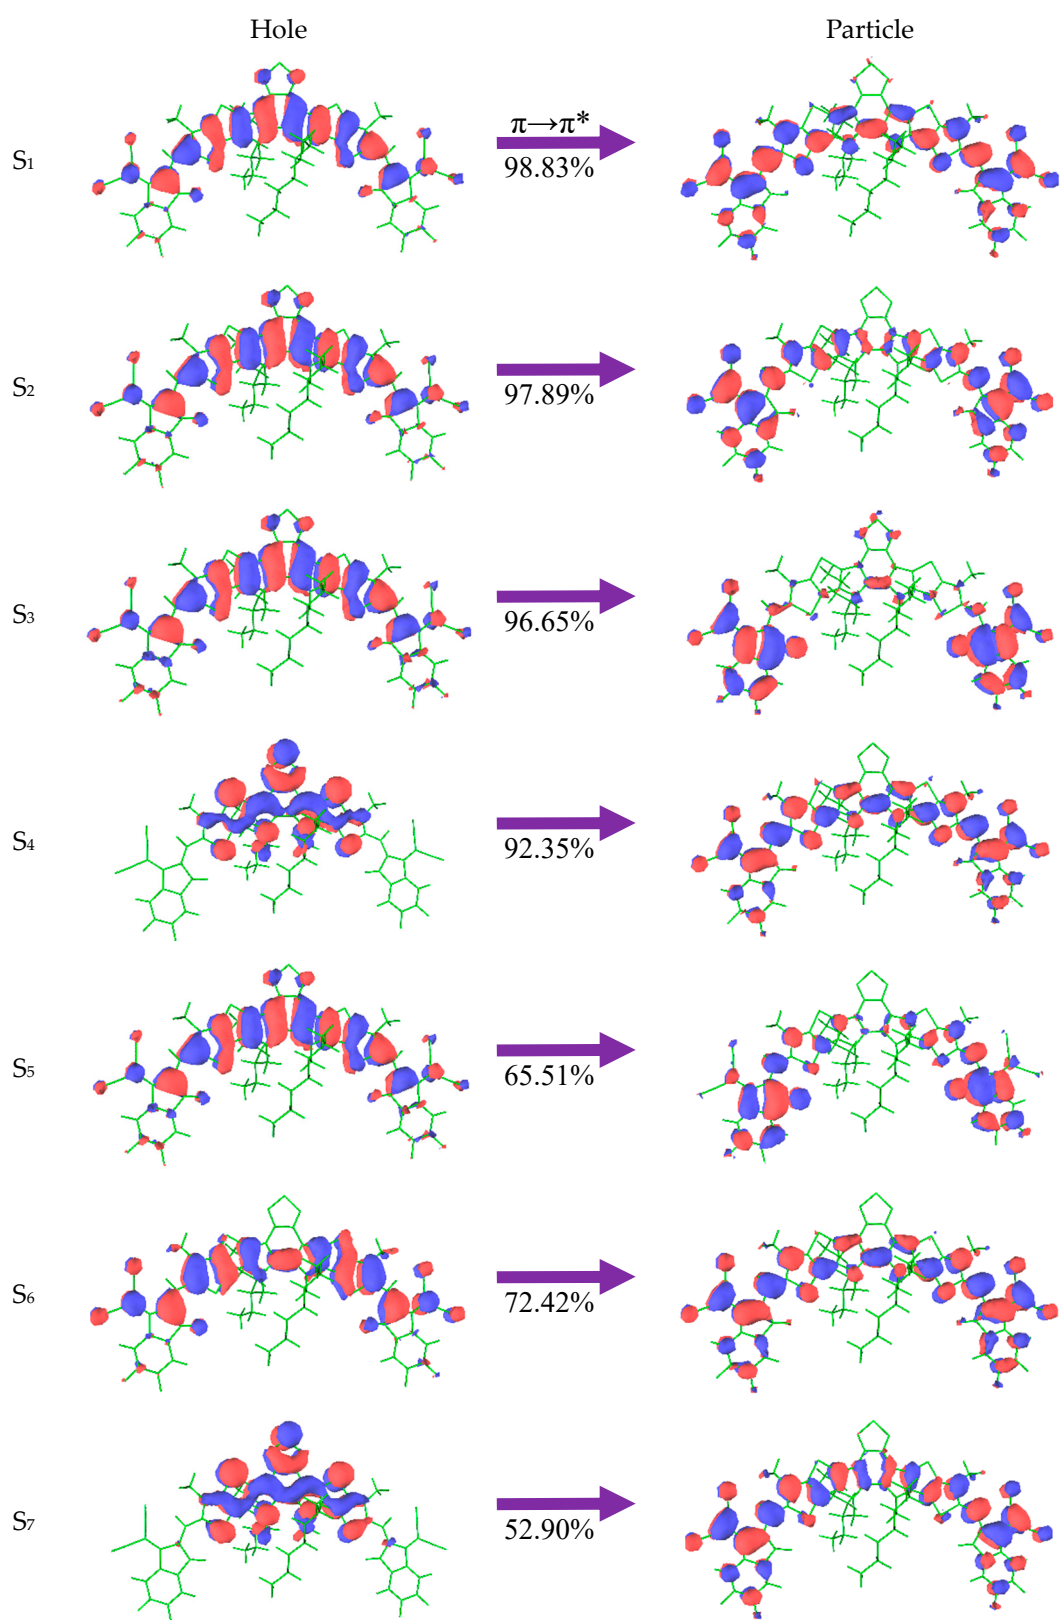 Hole Particle
S1 π→π* 98.83%
S2 97.89%
S3 96.65%
S4 92.35%
S5 65.51%
S6 72.42%
S7 52.90%